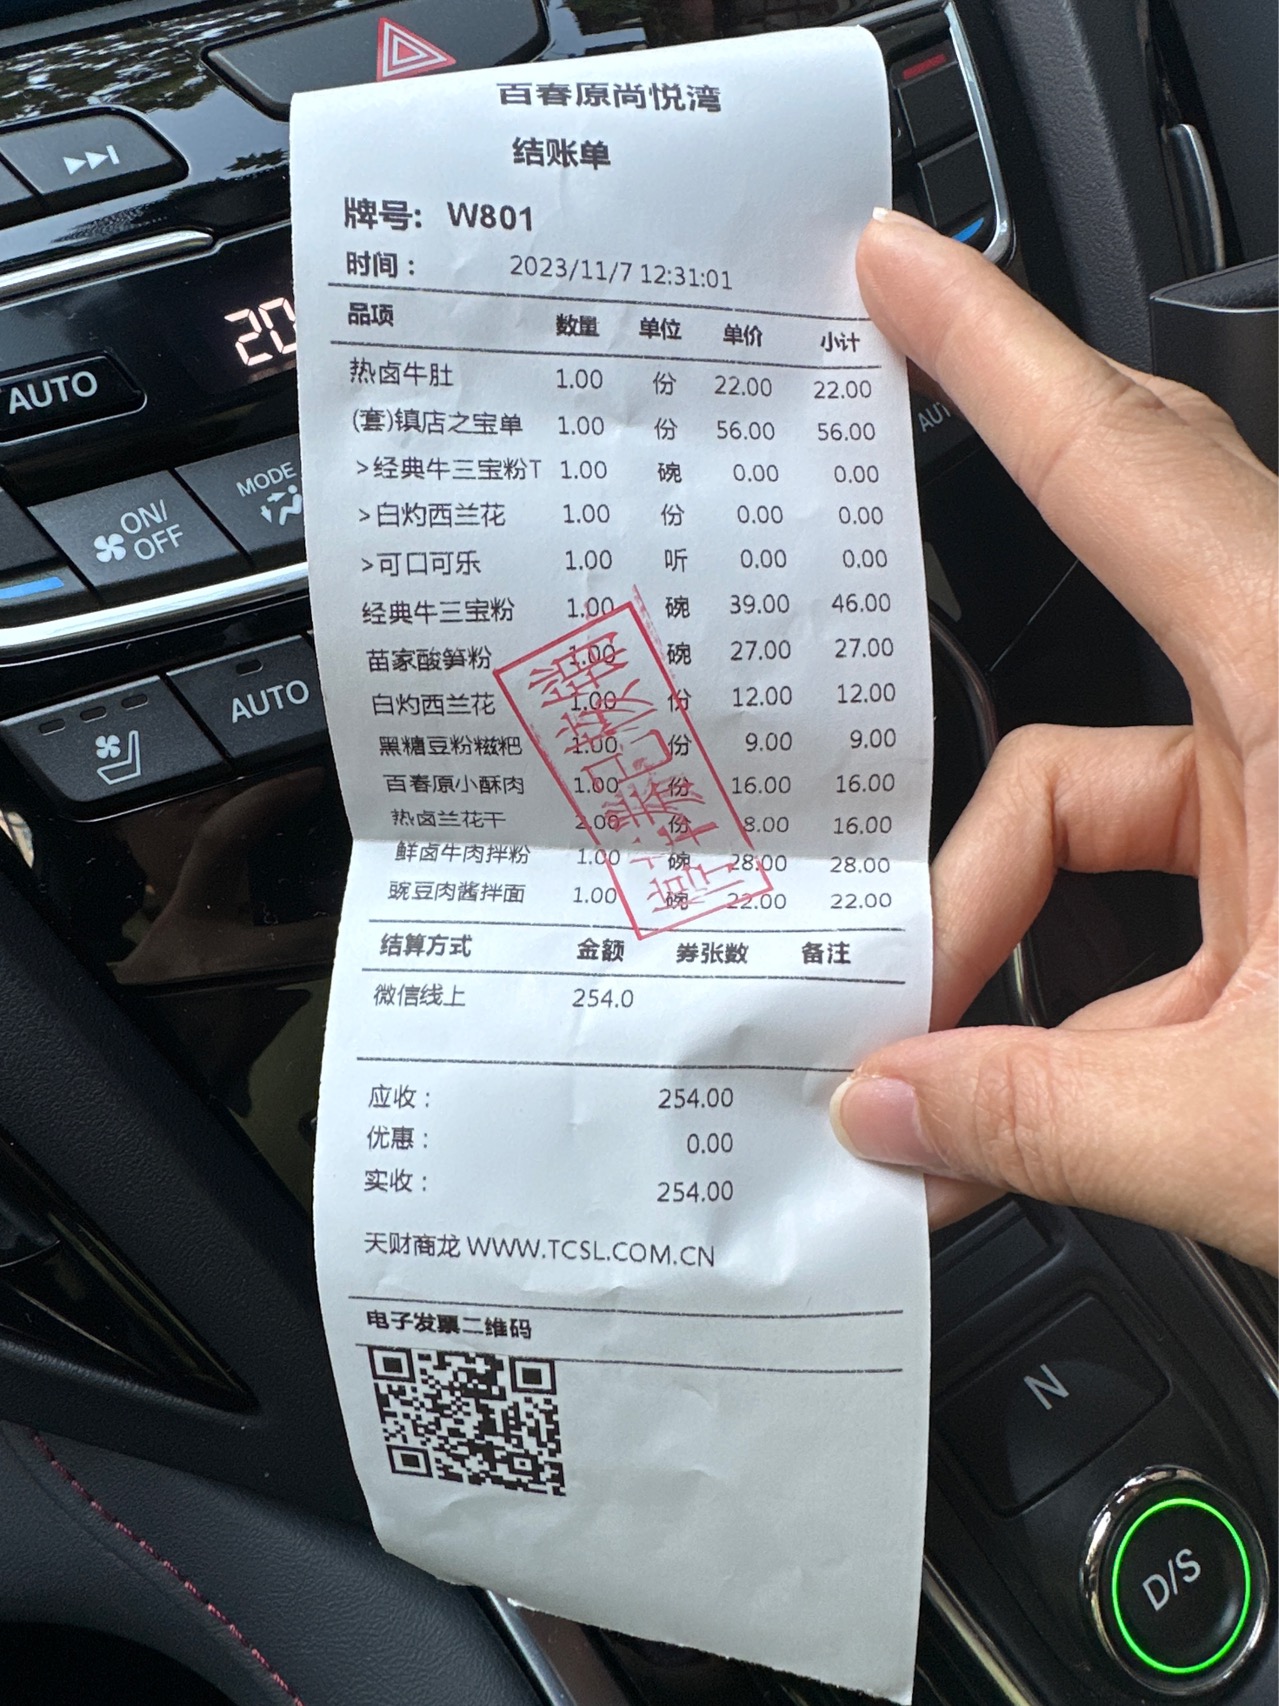 百春原尚悦湾
结账单
牌号: W801
时间： 2023/11/7 12:31:01
品项 数量 单位 单价 小计
热卤牛肚 1.00 份 22.00 22.00
(套)镇店之宝单 1.00 份 56.00 56.00
>经典牛三宝粉T 1.00 碗 0.00 0.00
>白灼西兰花 1.00 份 0.00 0.00
>可口可乐 1.00 听 0.00 0.00
经典牛三宝粉 1.00 碗 39.00 46.00
苗家酸笋粉 1.00 碗 27.00 27.00
白灼西兰花 1.00 份 12.00 12.00
黑糖豆粉糍粑 1.00 份 9.00 9.00
百春原小酥肉 1.00 份 16.00 16.00
热卤兰花干 2.00 份 8.00 16.00
鲜卤牛肉拌粉 1.00 碗 28.00 28.00
豌豆肉酱拌面 1.00 碗 22.00 22.00
结算方式 金额 券张数 备注
微信线上 254.0
应收： 254.00
优惠： 0.00
实收： 254.00
天财商龙 WWW.TCSL.COM.CN
电子发票二维码
20
AUTO
ON/
OFF
MODE
AUTO
AUT
N
D/S